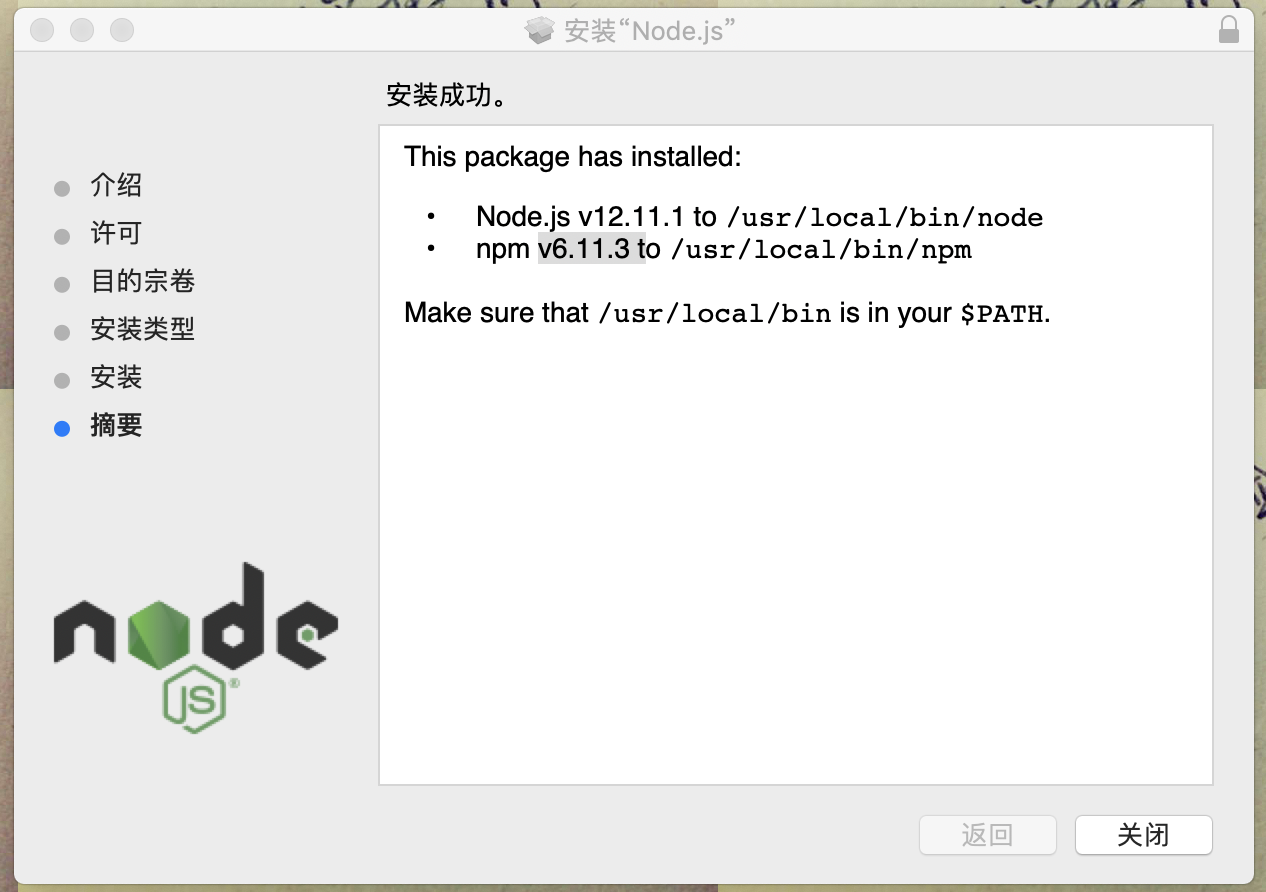 安装“Node.js”
安装成功。
介绍
许可
目的宗卷
安装类型
安装
摘要
This package has installed:
• Node.js v12.11.1 to /usr/local/bin/node
• npm v6.11.3 to /usr/local/bin/npm
Make sure that /usr/local/bin is in your $PATH.
node
JS®
返回
关闭